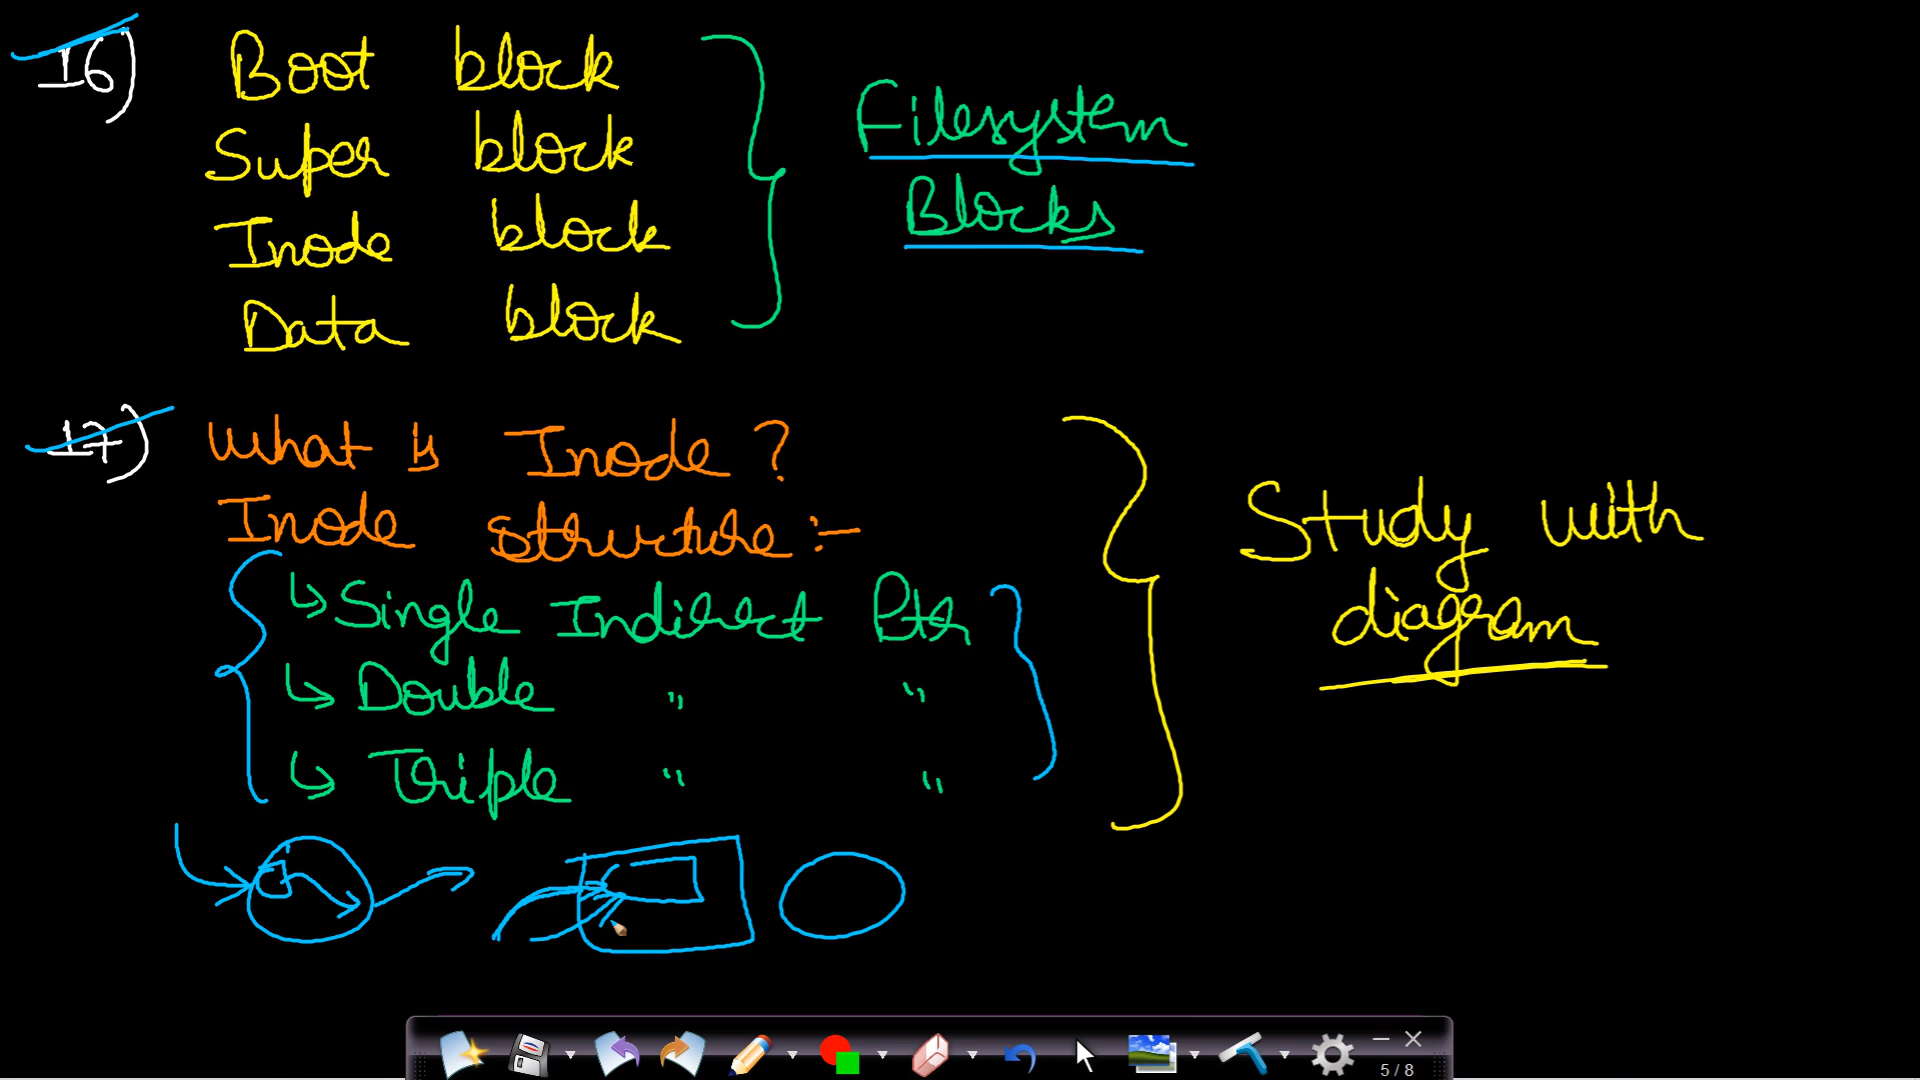 16) Boot block
Super block
Inode block
Data block
Filesystem
Blocks
17) What is Inode ?
Inode structure :-
↳ Single Indirect Ptr
↳ Double " "
↳ Triple " "
Study with
diagram
5 / 8